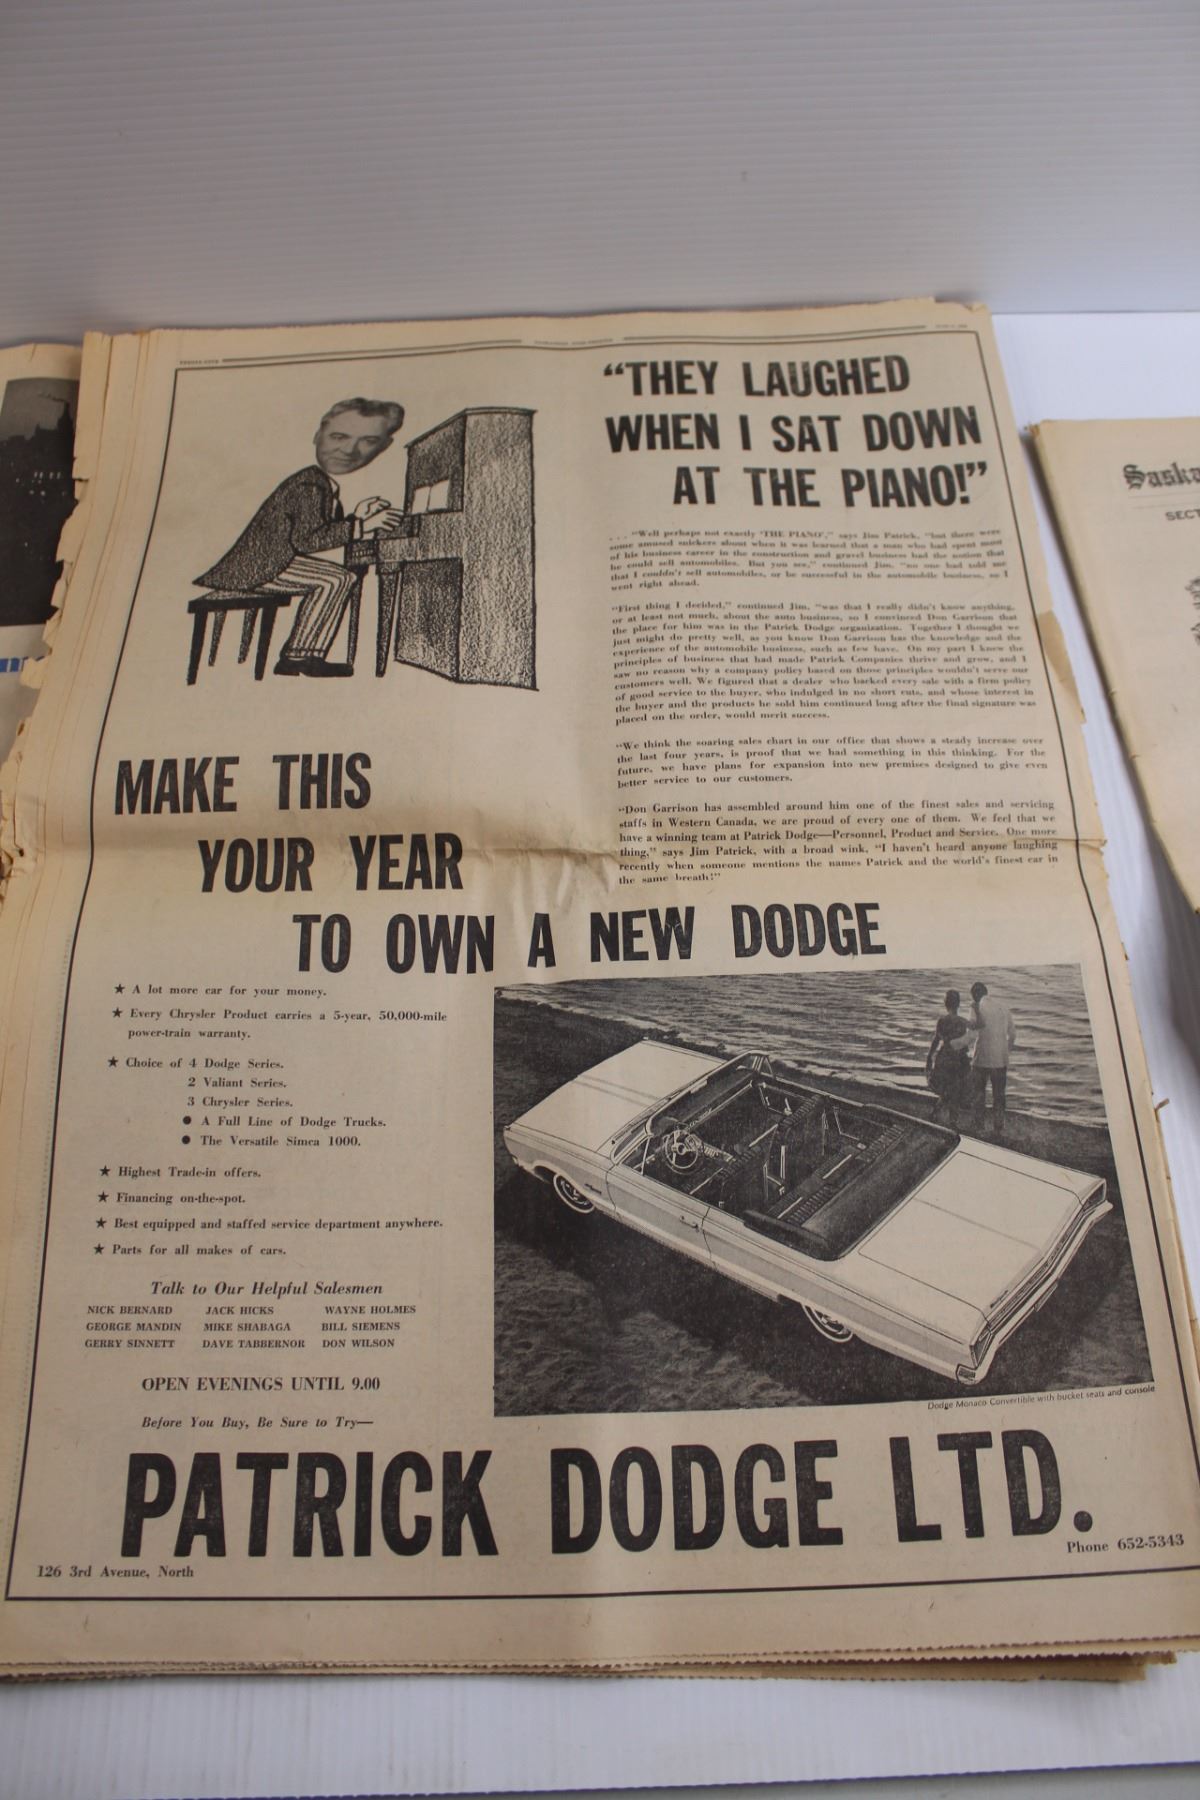 "THEY LAUGHED
WHEN I SAT DOWN
AT THE PIANO!"
. . . "Well perhaps not exactly 'THE PIANO'," says Jim Patrick, "but there were
some amused snickers about when it was learned that a man who had spent most
of his business career in the construction and gravel business had the notion that
he could sell automobiles. But you see," continued Jim, "no one had told me
that I couldn't sell automobiles, or be successful in the automobile business, so I
went right ahead.
"First thing I decided," continued Jim, "was that I really didn't know anything,
or at least not much, about the auto business, so I convinced Don Garrison that
the place for him was in the Patrick Dodge organization. Together I thought we
just might do pretty well, as you know Don Garrison has the knowledge and the
experience of the automobile business, such as few have. On my part I knew the
principles of business that had made Patrick Companies thrive and grow, and I
saw no reason why a company policy based on those principles wouldn't serve our
customers well. We figured that a dealer who backed every sale with a firm policy
of good service to the buyer, who indulged in no short cuts, and whose interest in
the buyer and the products he sold him continued long after the final signature was
placed on the order, would merit success.
"We think the soaring sales chart in our office that shows a steady increase over
the last four years, is proof that we had something in this thinking. For the
future, we have plans for expansion into new premises designed to give even
better service to our customers.
"Don Garrison has assembled around him one of the finest sales and servicing
staffs in Western Canada, we are proud of every one of them. We feel that we
have a winning team at Patrick Dodge—Personnel, Product and Service. One more
thing," says Jim Patrick, with a broad wink, "I haven't heard anyone laughing
recently when someone mentions the names Patrick and the world's finest car in
the same breath!"
MAKE THIS
YOUR YEAR
TO OWN A NEW DODGE
★ A lot more car for your money.
★ Every Chrysler Product carries a 5-year, 50,000-mile
power-train warranty.
★ Choice of 4 Dodge Series.
2 Valiant Series.
3 Chrysler Series.
● A Full Line of Dodge Trucks.
● The Versatile Simca 1000.
★ Highest Trade-in offers.
★ Financing on-the-spot.
★ Best equipped and staffed service department anywhere.
★ Parts for all makes of cars.
Talk to Our Helpful Salesmen
NICK BERNARD JACK HICKS WAYNE HOLMES
GEORGE MANDIN MIKE SHABAGA BILL SIEMENS
GERRY SINNETT DAVE TABBERNOR DON WILSON
OPEN EVENINGS UNTIL 9.00
Before You Buy, Be Sure to Try—
Dodge Monaco Convertible with bucket seats and console
PATRICK DODGE LTD.
126 3rd Avenue, North
Phone 652-5343
Saska
SECT